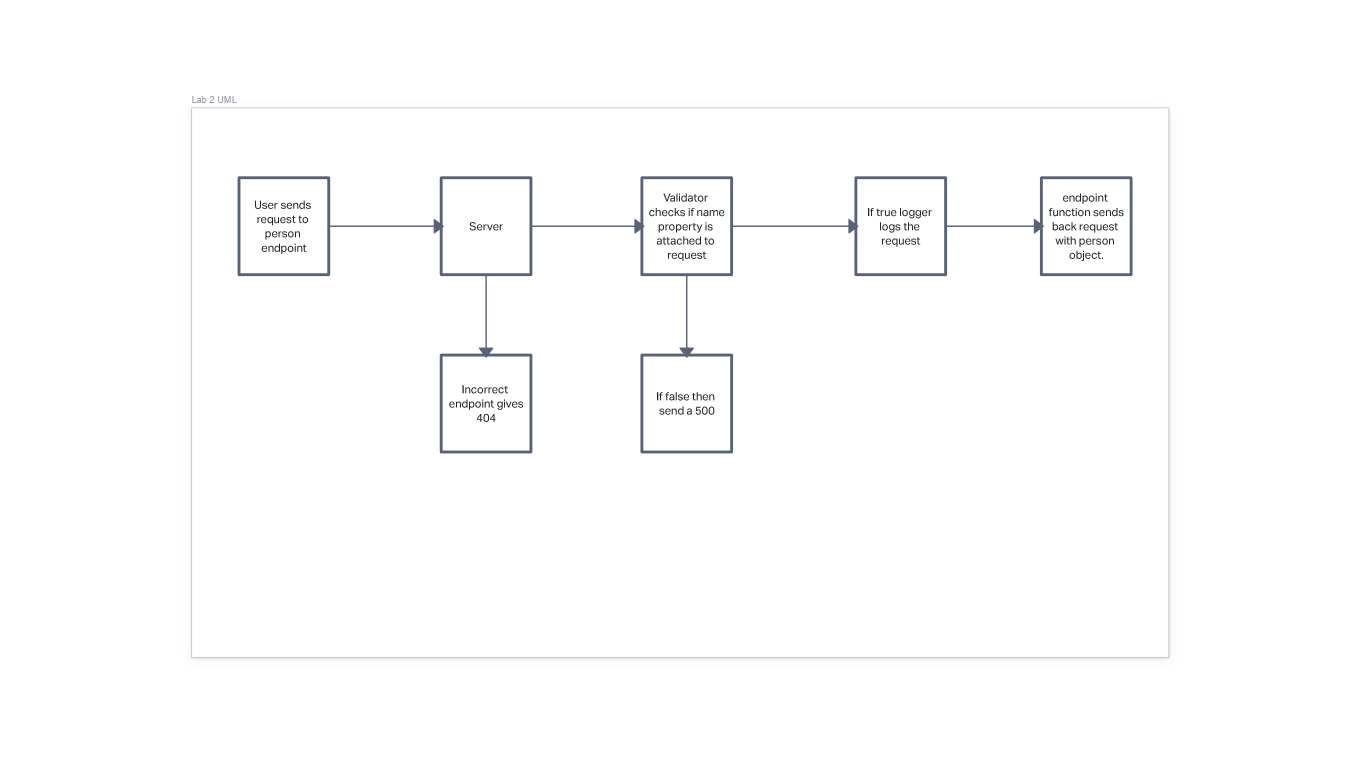 Lab 2 UML
User sends
request to
person
endpoint
Server
Validator
checks if name
property is
attached to
request
If true logger
logs the
request
endpoint
function sends
back request
with person
object.
Incorrect
endpoint gives
404
If false then
send a 500